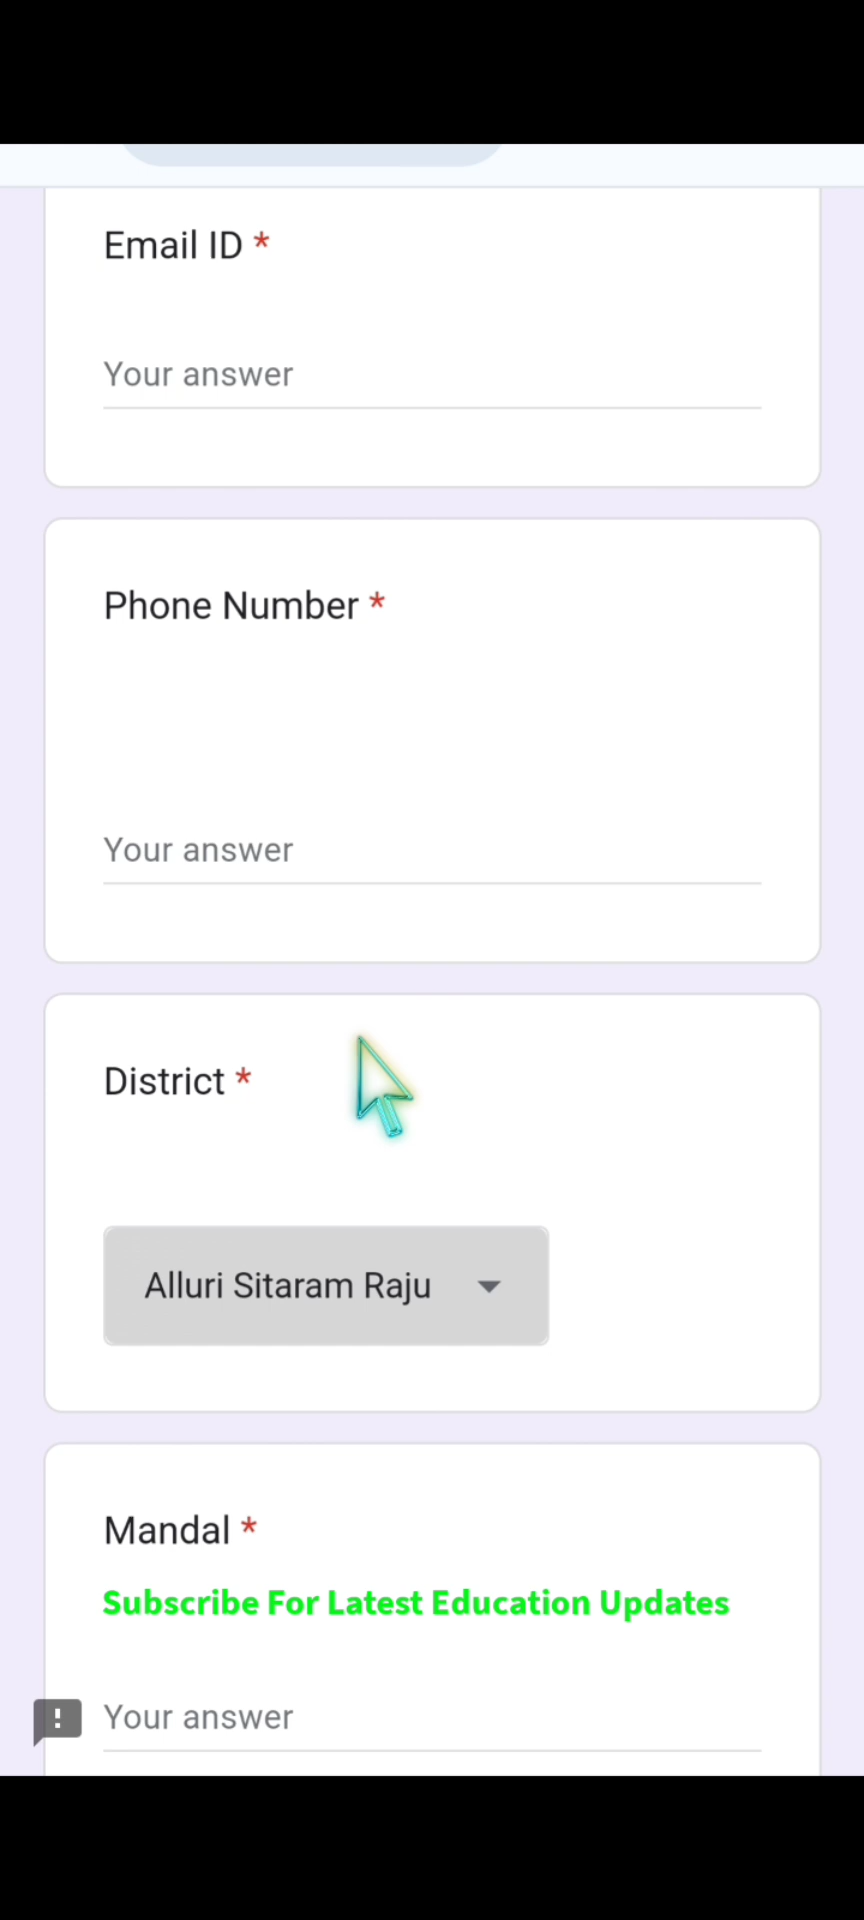 Email ID *
Your answer
Phone Number *
Your answer
District *
Alluri Sitaram Raju
Mandal *
Subscribe For Latest Education Updates
Your answer